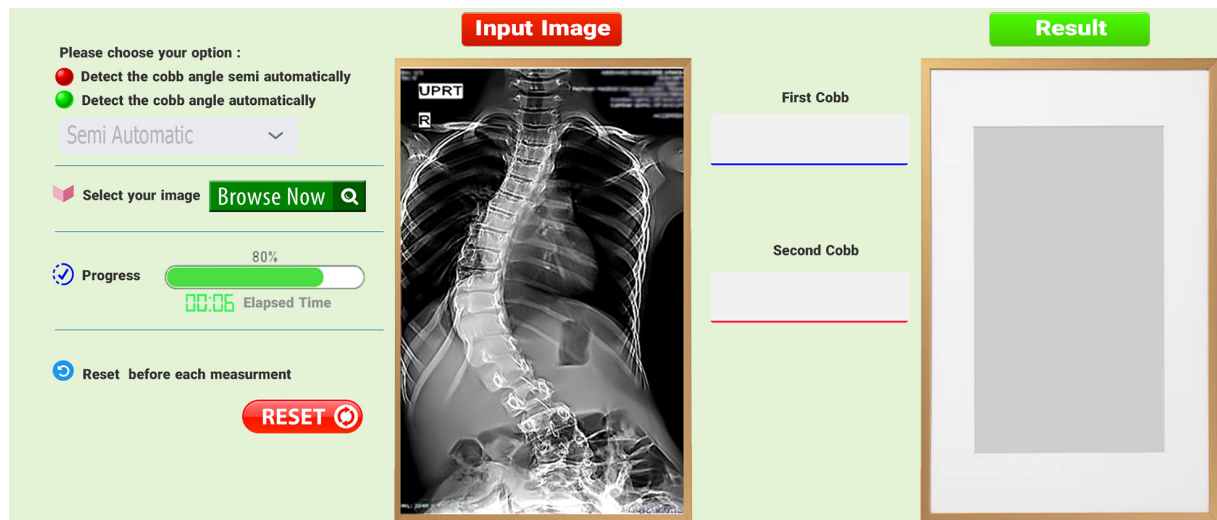 Input Image
Result
Please choose your option :
Detect the cobb angle semi automatically
Detect the cobb angle automatically
Semi Automatic
Select your image
Browse Now
80%
Progress
00:06 Elapsed Time
Reset before each measurment
RESET
UPRT
R
ACCEPTED
First Cobb
Second Cobb